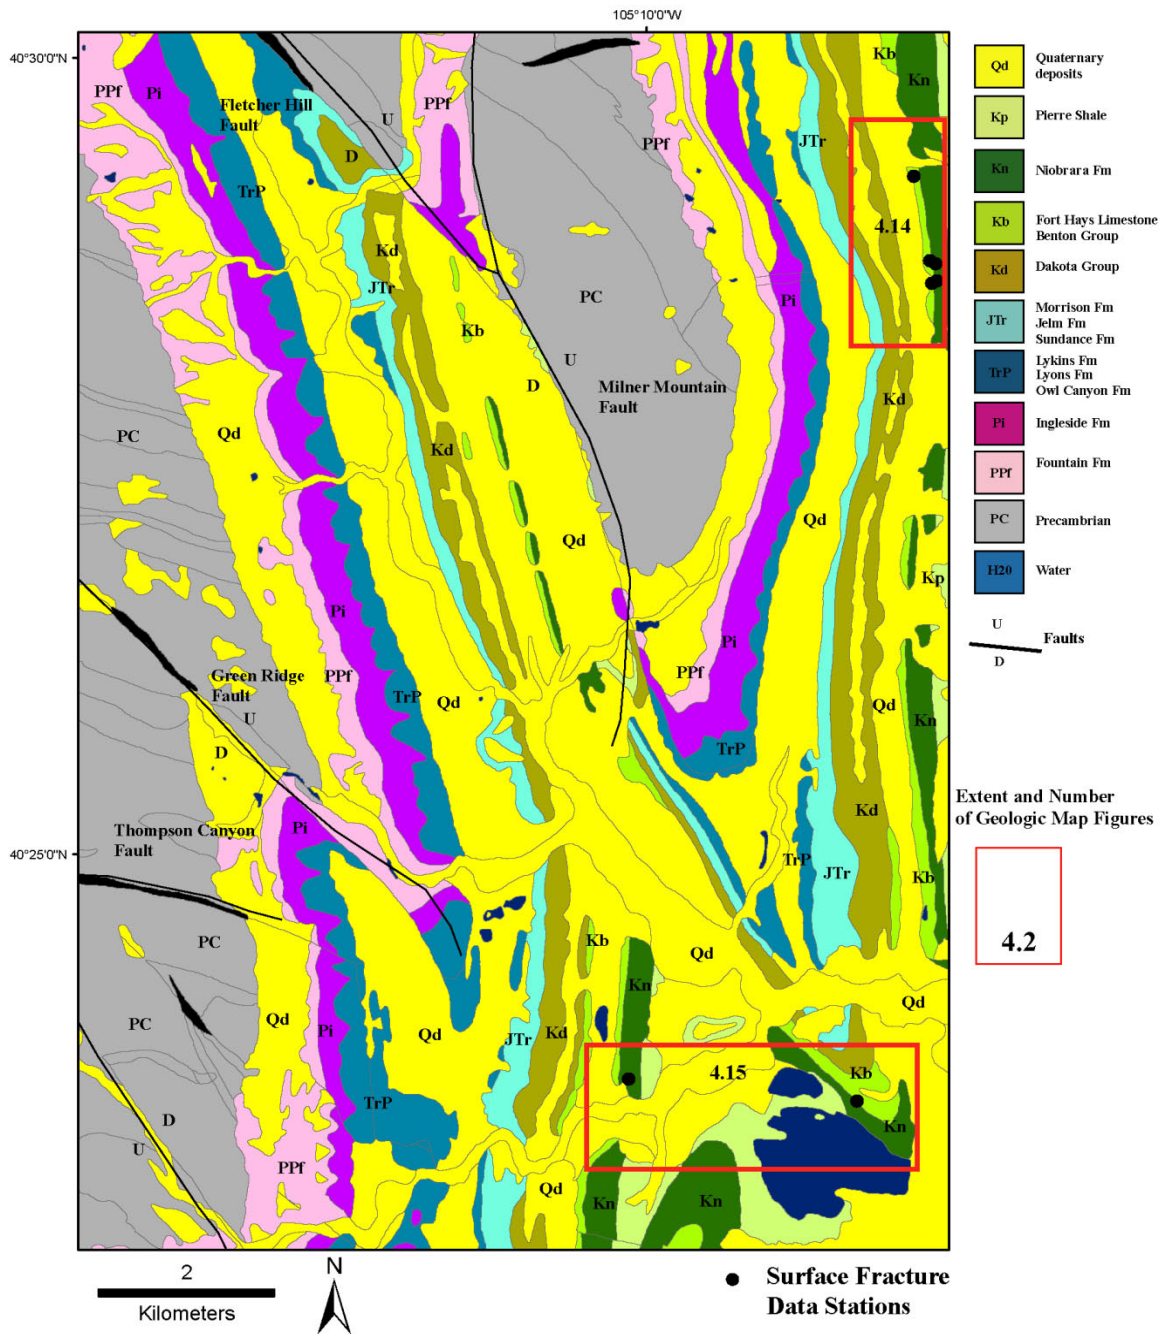 105°10'0"W
40°30'0"N
40°25'0"N
PPf
Pi
Fletcher Hill
Fault
U
D
PPf
TrP
Kd
JTr
Kb
PC
U
D
Milner Mountain
Fault
PPf
Pi
JTr
Kb
Kn
4.14
Kd
PC
Qd
Kd
Qd
Qd
Kp
Pi
PPf
Green Ridge
Fault
U
D
TrP
Qd
PPf
Pi
TrP
Qd
Kn
Thompson Canyon
Fault
Pi
Kd
TrP
JTr
Kb
PC
Kb
Kn
Qd
Qd
PC
Qd
Pi
Qd
JTr
Kd
4.15
Kb
Kn
TrP
D
U
PPf
Qd
Kn
Kn
Qd
Quaternary
deposits
Kp
Pierre Shale
Kn
Niobrara Fm
Kb
Fort Hays Limestone
Benton Group
Kd
Dakota Group
JTr
Morrison Fm
Jelm Fm
Sundance Fm
TrP
Lykins Fm
Lyons Fm
Owl Canyon Fm
Pi
Ingleside Fm
PPf
Fountain Fm
PC
Precambrian
H20
Water
U
Faults
D
Extent and Number
of Geologic Map Figures
4.2
2
Kilometers
N
Surface Fracture
Data Stations